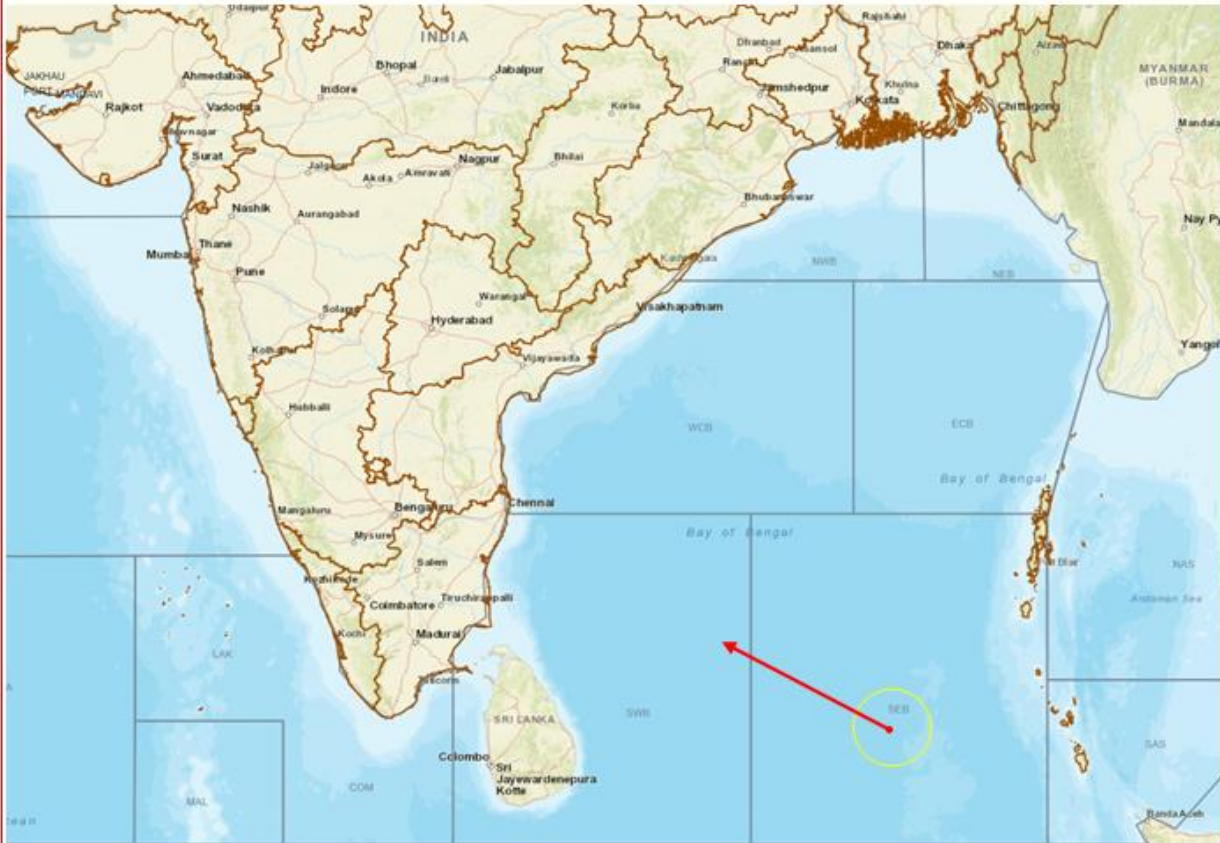 Udaipur
INDIA
Rajshahi
Dhanbad
Asansol
Dhaka
Aizawl
Ranchi
MYANMAR
(BURMA)
JAKHAU
PORT MANDAVI
Ahmedabad
Bhopal
Jabalpur
Indore
Jamshedpur
Khulna
Kolkata
Chittagong
Rajkot
Vadodara
Korba
Mandala
Bhavnagar
Surat
Jalgaon
Akola
Amravati
Nagpur
Bhilai
Nashik
Aurangabad
Bhubaneswar
Nay Py
Mumbai
Thane
Pune
NWB
NEB
Warangal
Solapur
Hyderabad
Visakhapatnam
Kolhapur
Vijayawada
Yangon
Hubballi
WCB
ECB
Bay of Bengal
Mangaluru
Bengaluru
Chennai
Mysuru
Bay of Bengal
Salem
Port Blair
NAS
Kozhikode
Coimbatore
Tiruchirappalli
Andaman Sea
Kochi
Madurai
LAK
Tuticorin
SWB
SEB
SRI LANKA
SAS
Colombo
Sri
Jayewardenepura
Kotte
COM
MAL
Banda Aceh